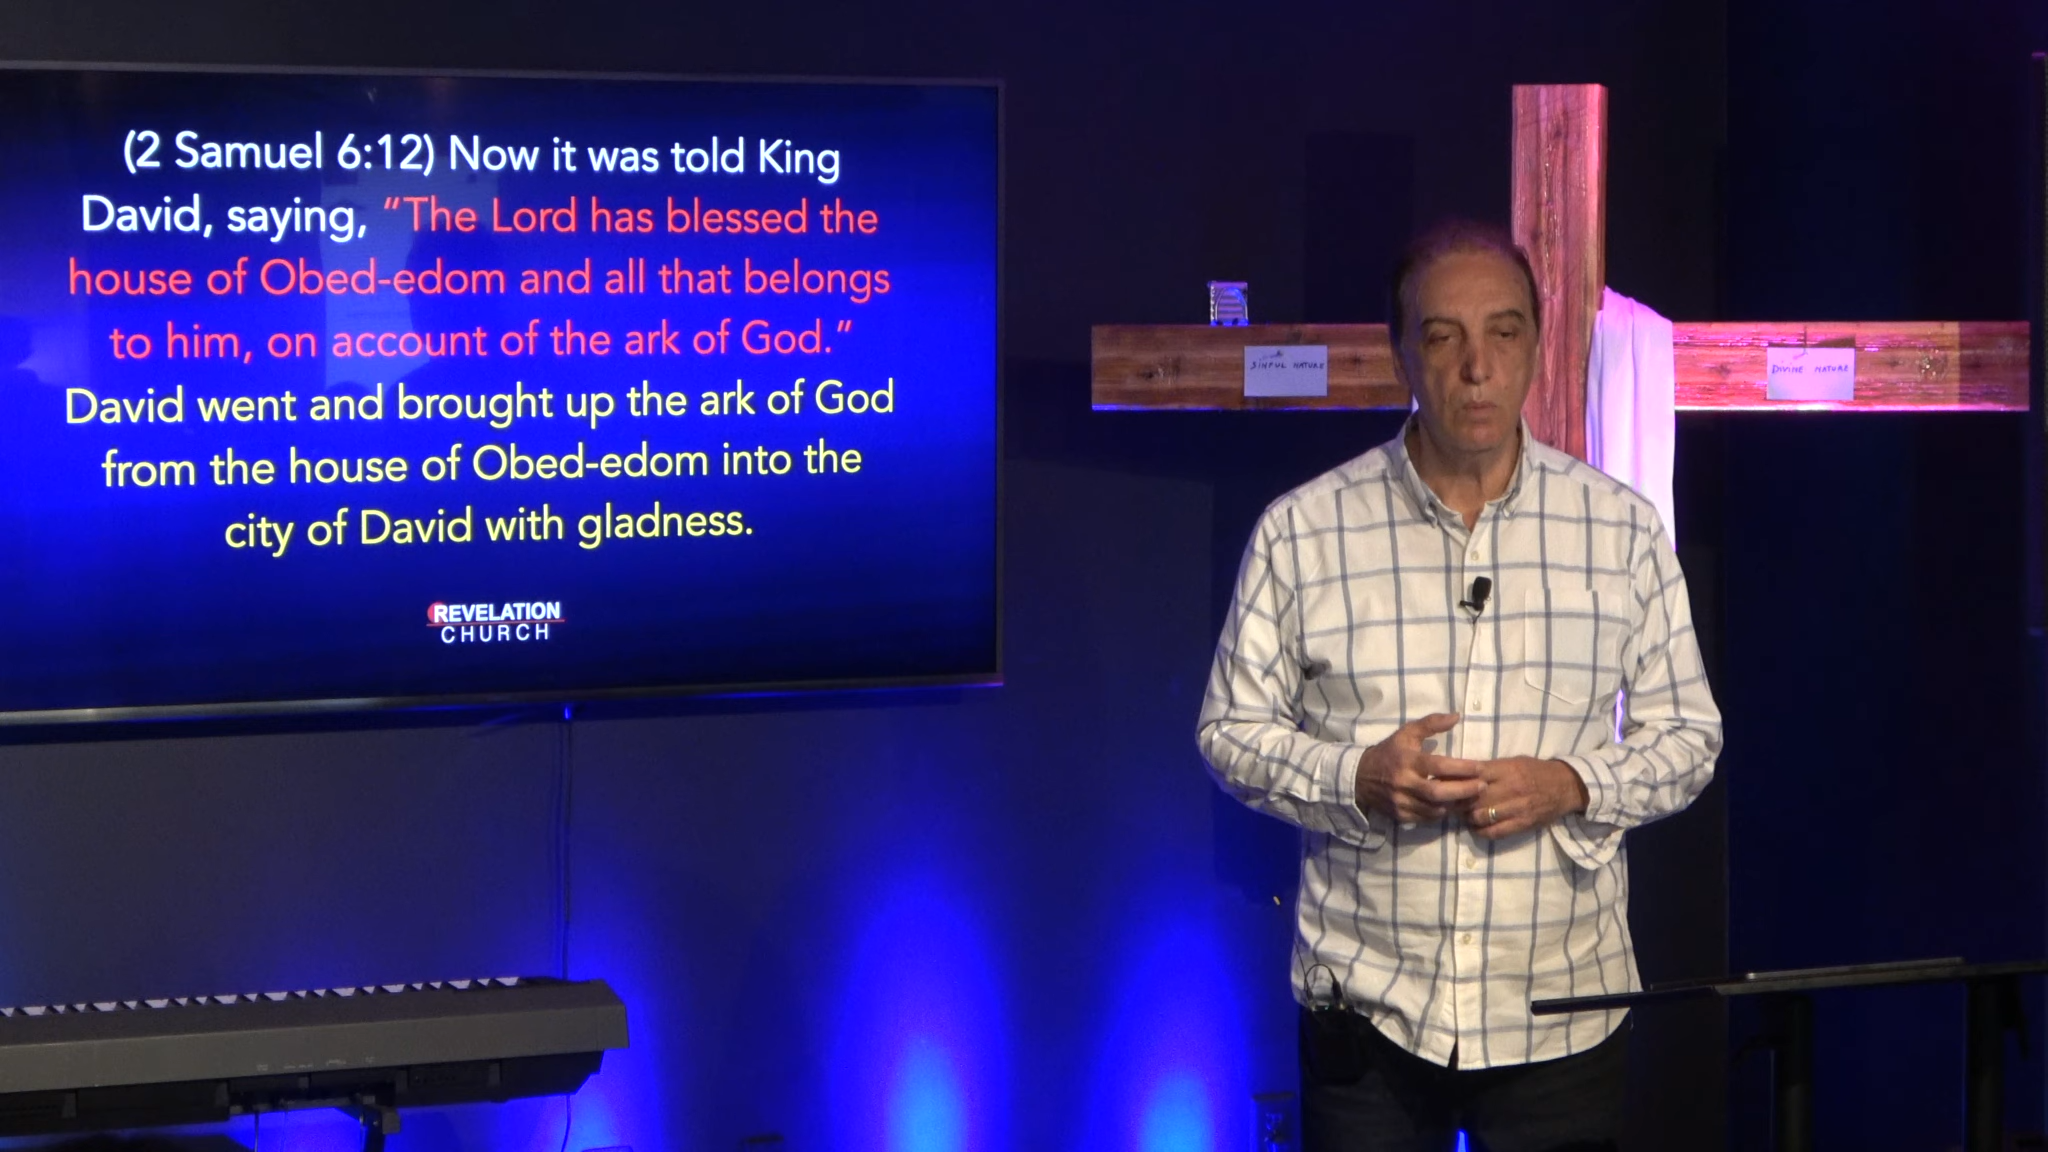 (2 Samuel 6:12) Now it was told King
David, saying, “The Lord has blessed the
house of Obed-edom and all that belongs
to him, on account of the ark of God.”
David went and brought up the ark of God
from the house of Obed-edom into the
city of David with gladness.
REVELATION
CHURCH
SINFUL NATURE
DIVINE NATURE